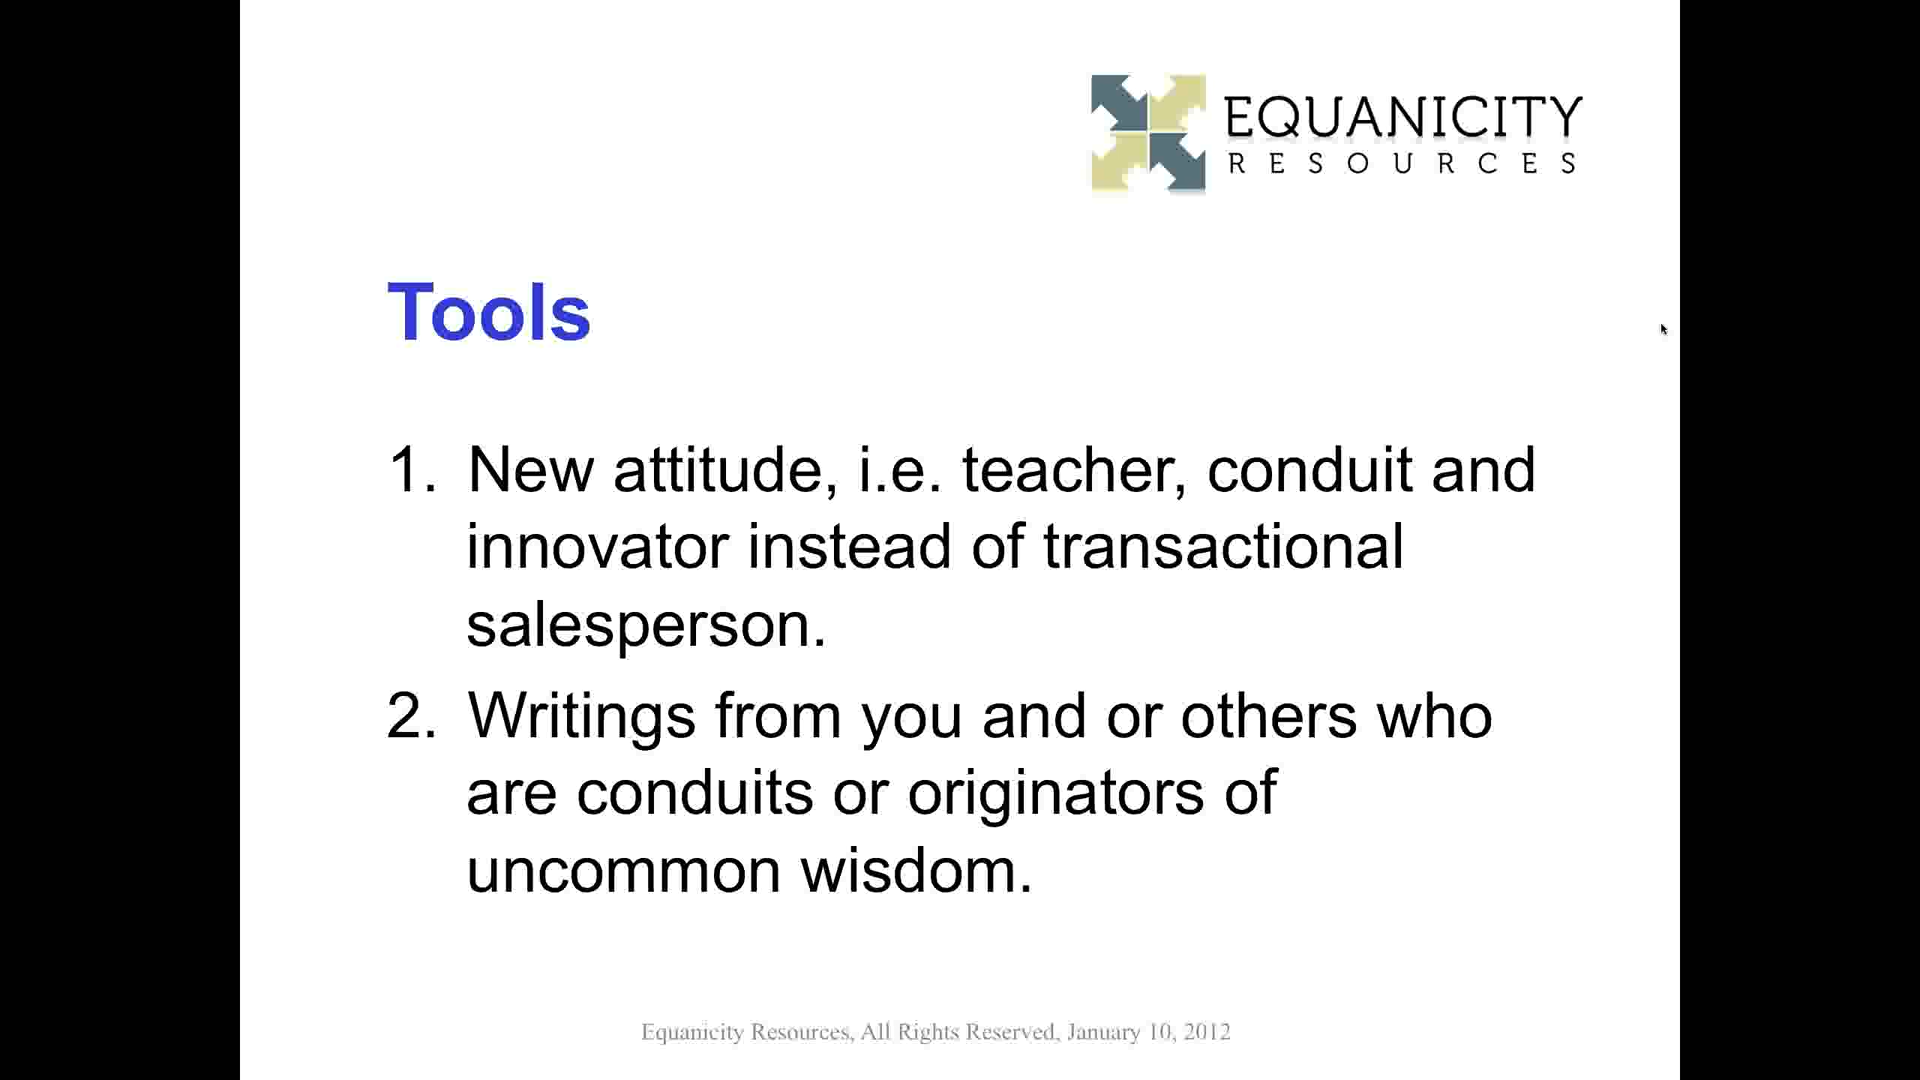 EQUANICITY
RESOURCES
Tools
1. New attitude, i.e. teacher, conduit and
innovator instead of transactional
salesperson.
2. Writings from you and or others who
are conduits or originators of
uncommon wisdom.
Equanicity Resources, All Rights Reserved, January 10, 2012